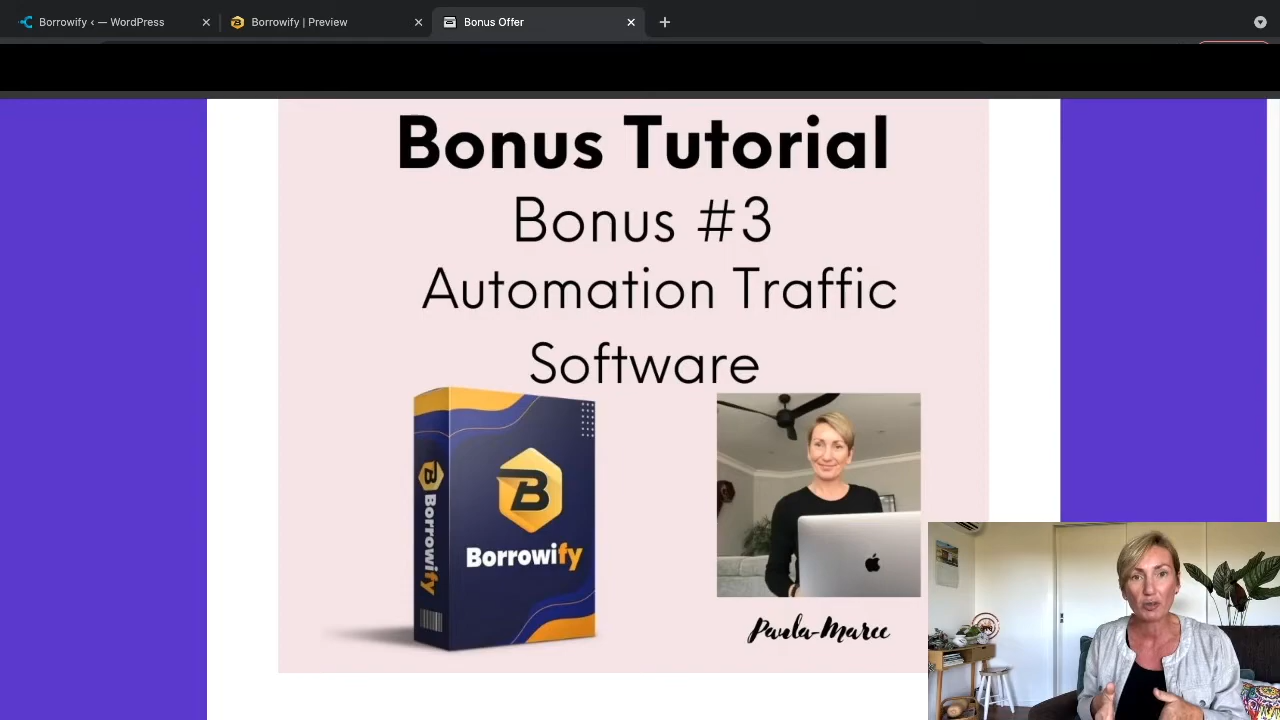 Borrowify ‹ — WordPress
Borrowify | Preview
Bonus Offer
Bonus Tutorial
Bonus #3
Automation Traffic
Software
Borrowify
Borrowify
Paula-Maree